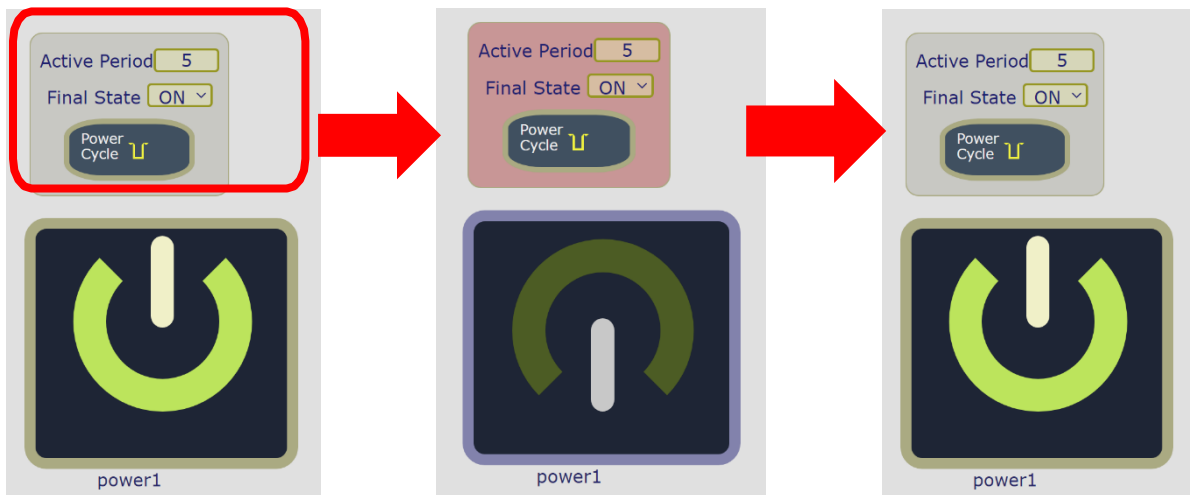 Active Period 5
Final State ON
Power
Cycle
power1
Active Period 5
Final State ON
Power
Cycle
power1
Active Period 5
Final State ON
Power
Cycle
power1